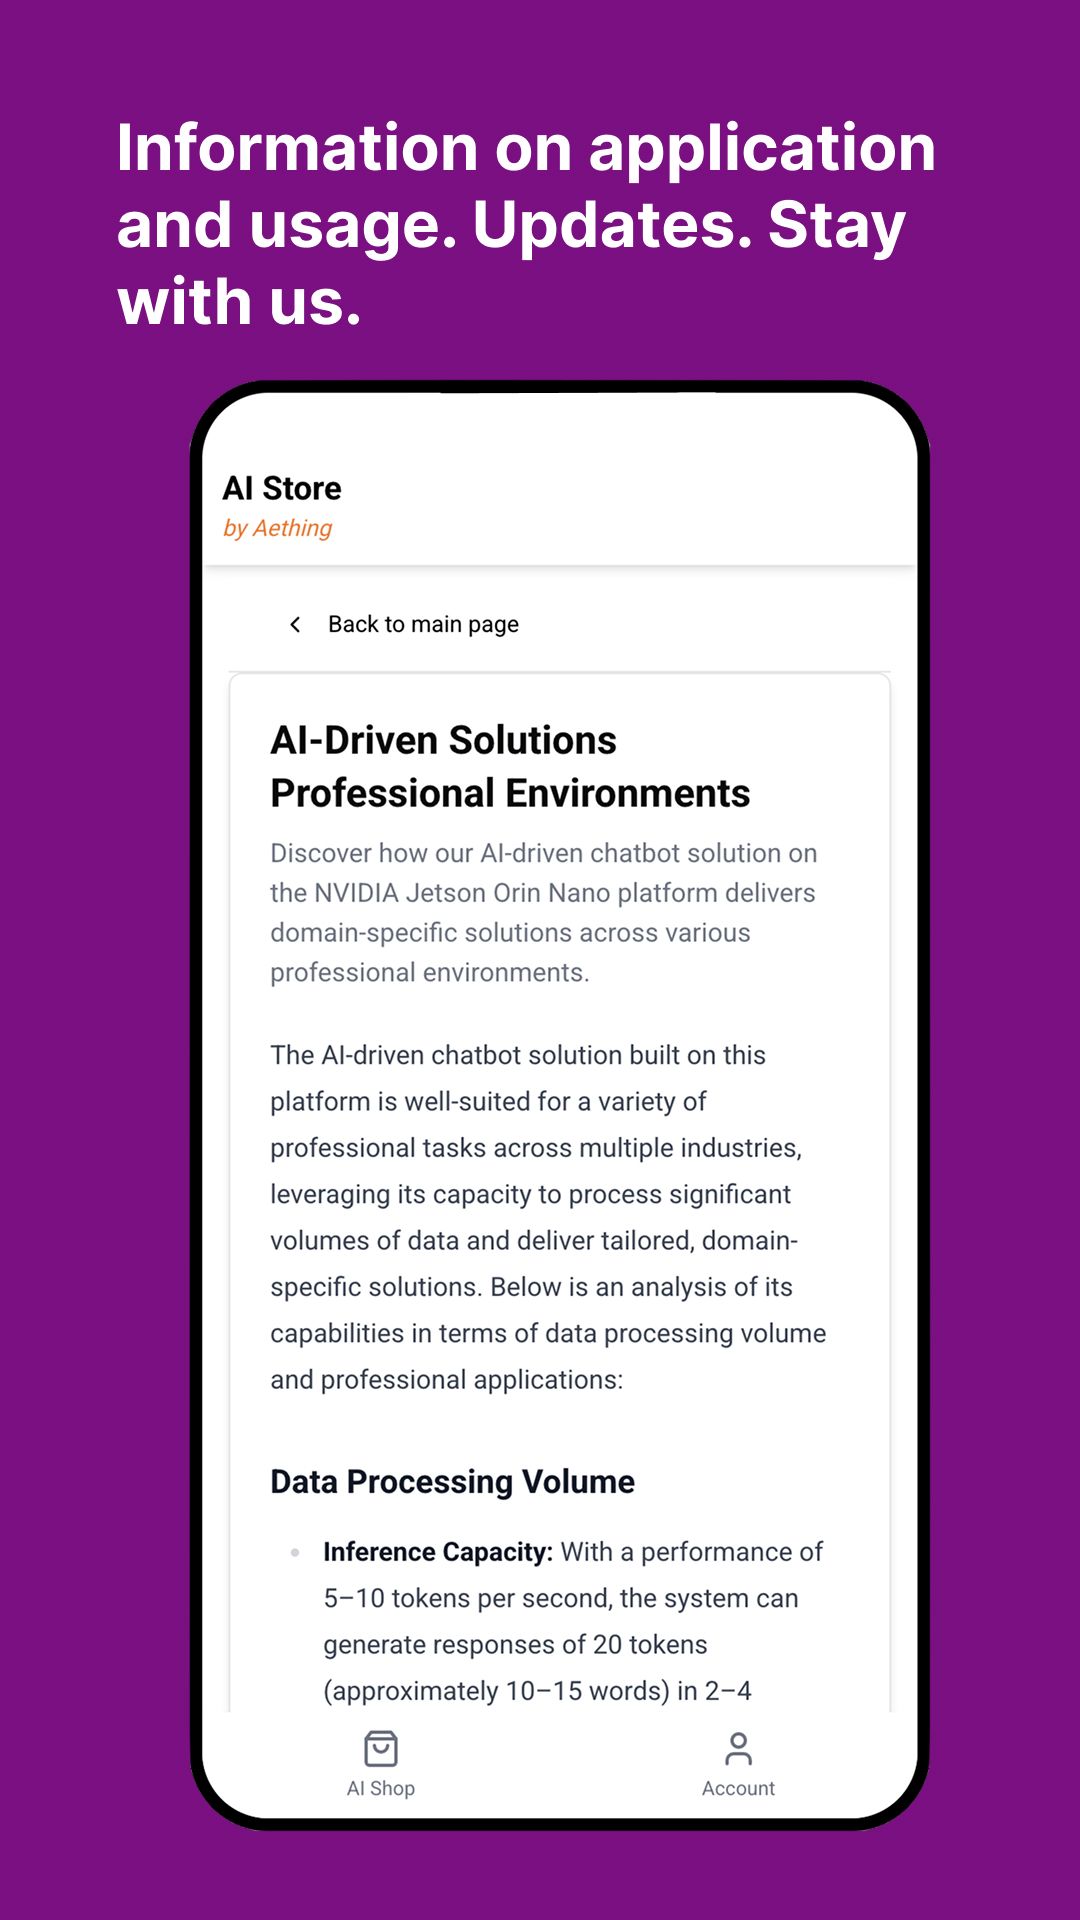 Information on application
and usage. Updates. Stay
with us.
AI Store
by Aething
Back to main page
AI-Driven Solutions
Professional Environments
Discover how our AI-driven chatbot solution on
the NVIDIA Jetson Orin Nano platform delivers
domain-specific solutions across various
professional environments.
The AI-driven chatbot solution built on this
platform is well-suited for a variety of
professional tasks across multiple industries,
leveraging its capacity to process significant
volumes of data and deliver tailored, domain-
specific solutions. Below is an analysis of its
capabilities in terms of data processing volume
and professional applications:
Data Processing Volume
Inference Capacity: With a performance of
5–10 tokens per second, the system can
generate responses of 20 tokens
(approximately 10–15 words) in 2–4
AI Shop
Account